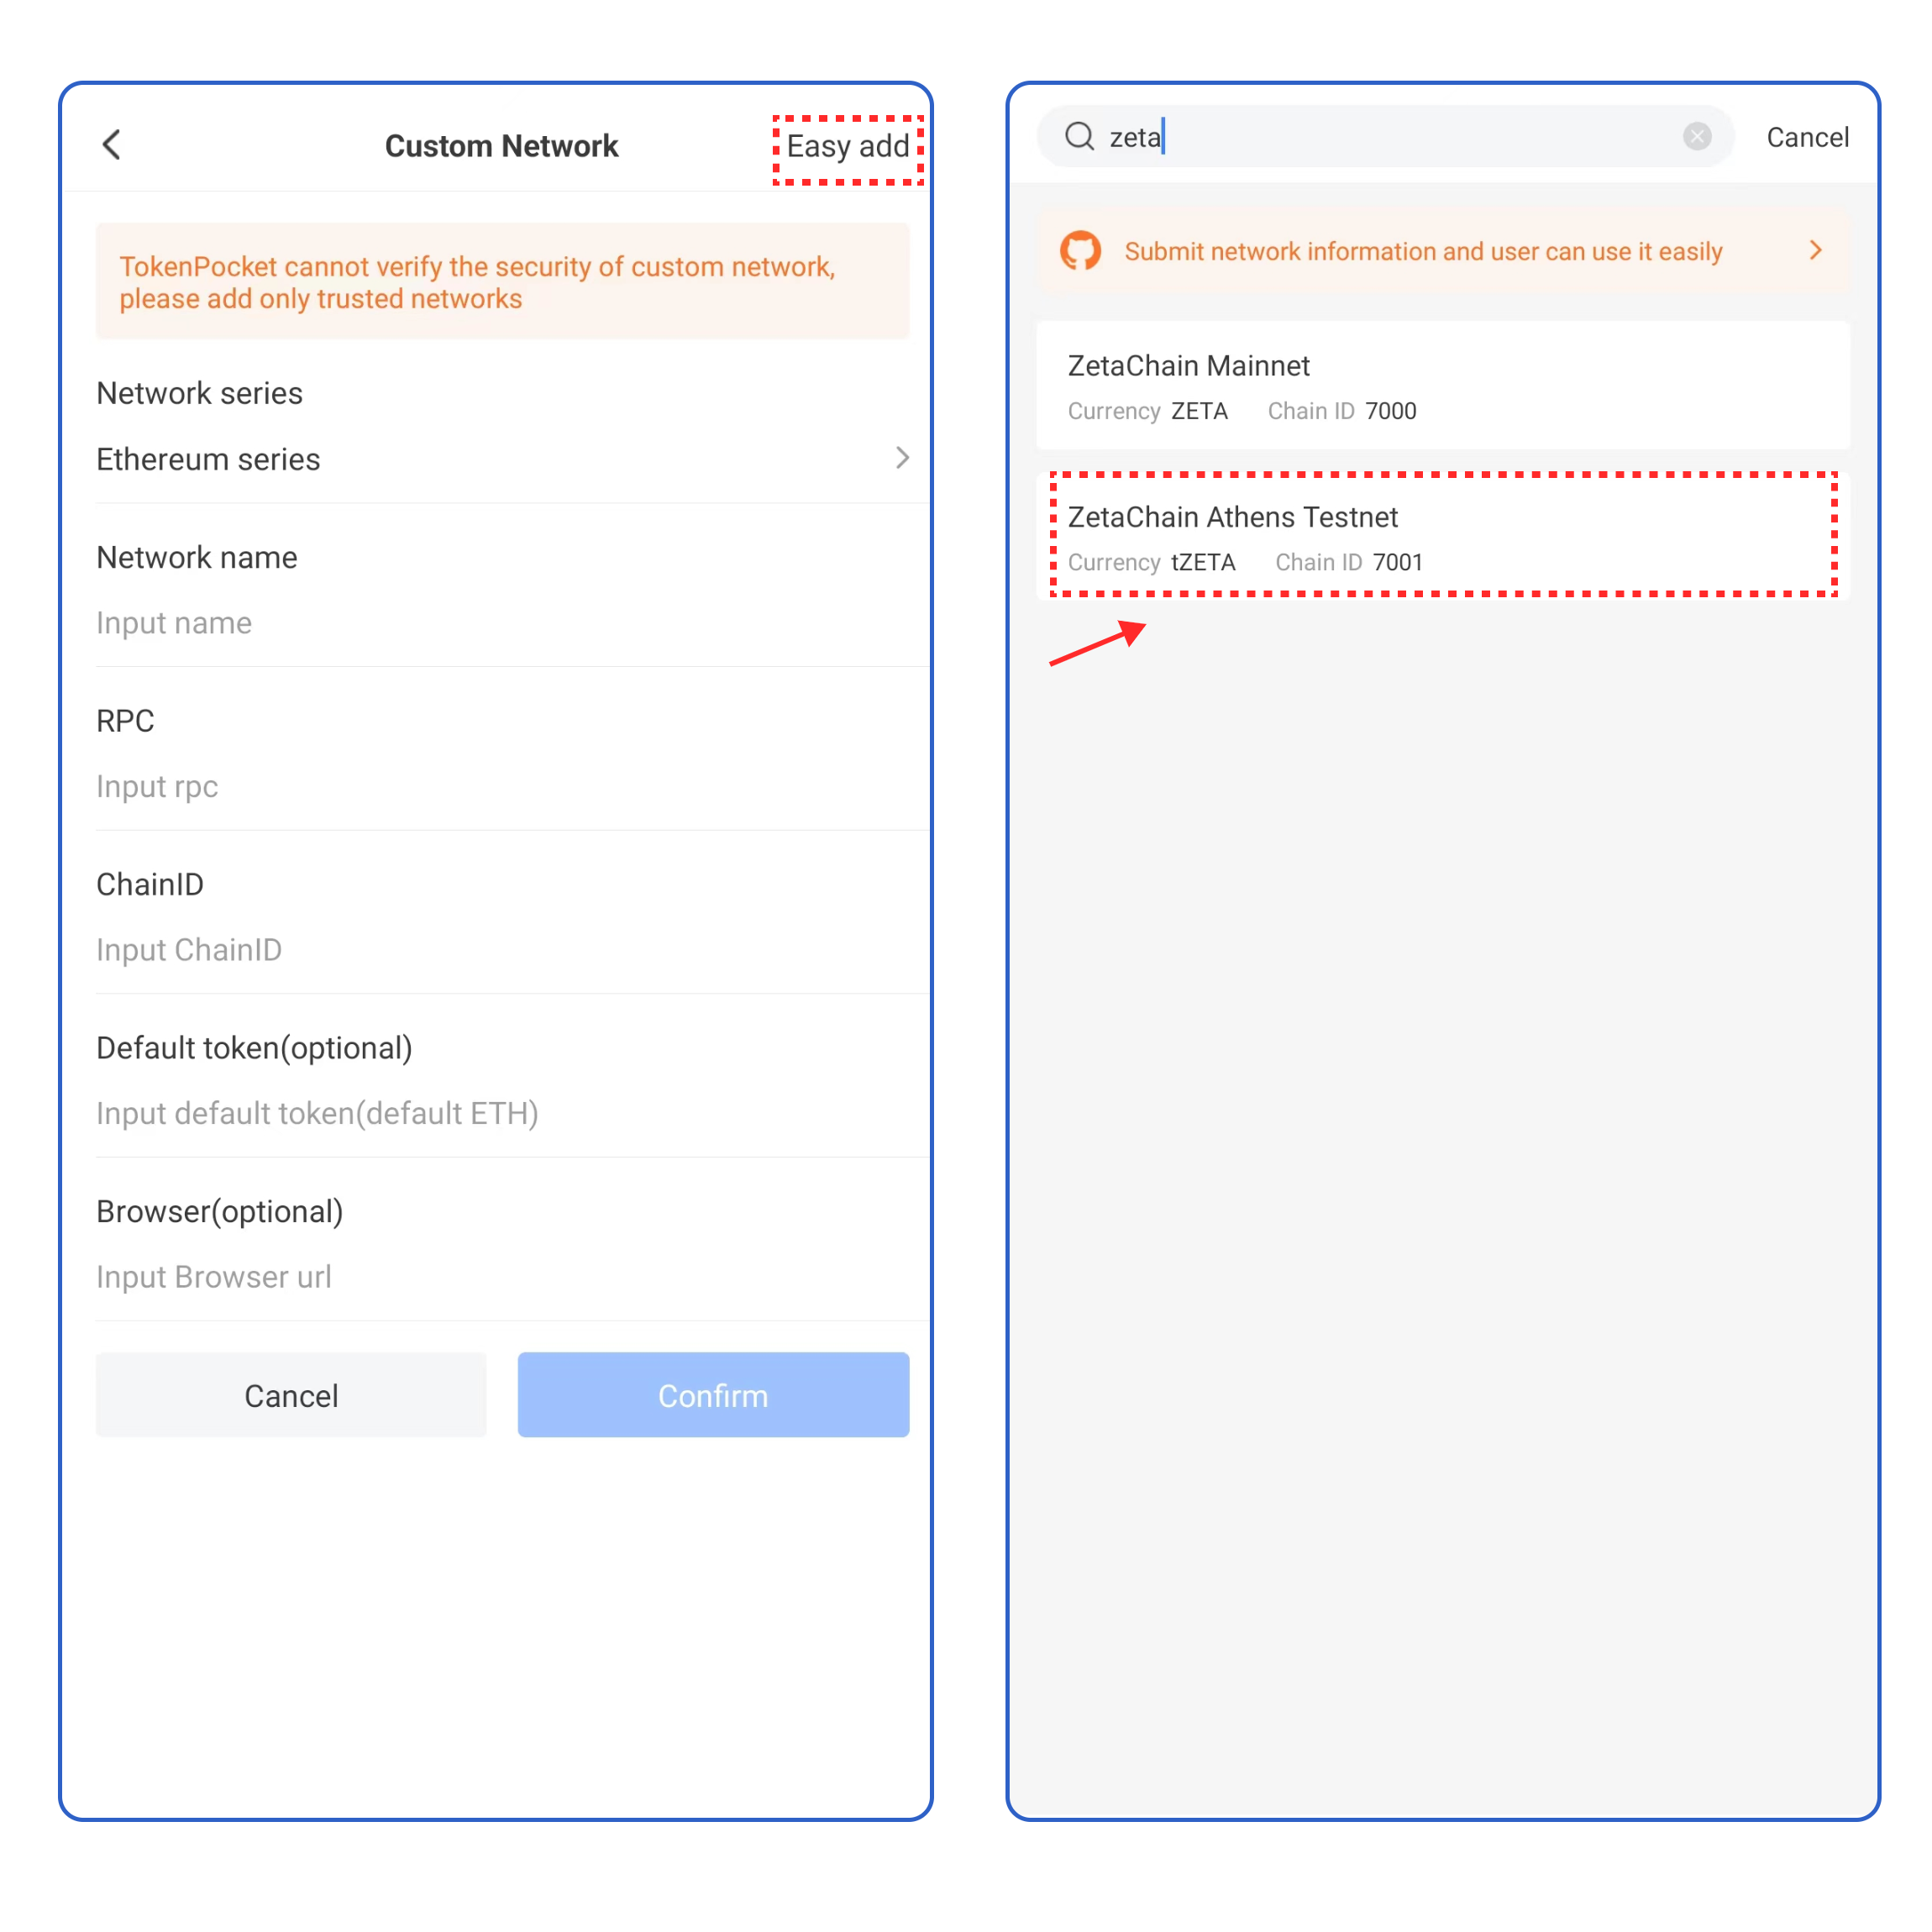 Custom Network
Easy add
TokenPocket cannot verify the security of custom network,
please add only trusted networks
Network series
Ethereum series
Network name
Input name
RPC
Input rpc
ChainID
Input ChainID
Default token(optional)
Input default token(default ETH)
Browser(optional)
Input Browser url
Cancel
Confirm
zeta
Cancel
Submit network information and user can use it easily
ZetaChain Mainnet
Currency ZETA Chain ID 7000
ZetaChain Athens Testnet
Currency tZETA Chain ID 7001